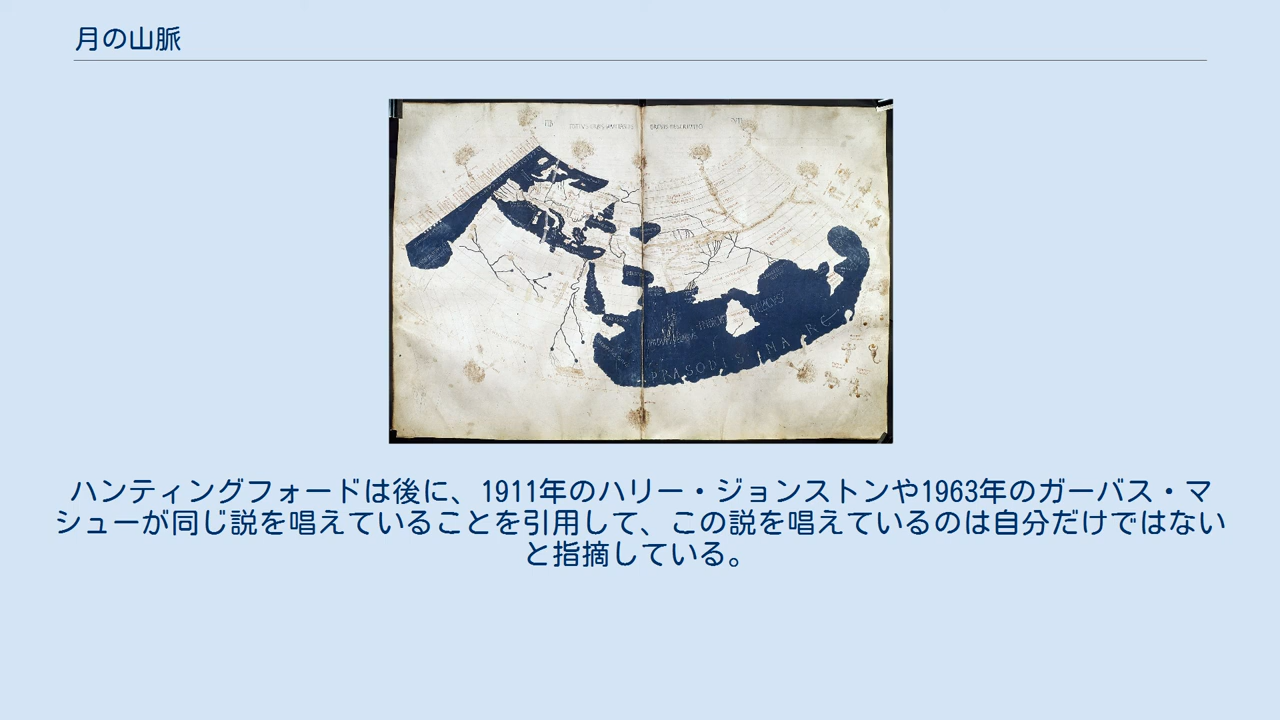 月の山脈
PRASODIS
ハンティングフォードは後に、1911年のハリー・ジョンストンや1963年のガーバス・マ
シューが同じ説を唱えていることを引用して、この説を唱えているのは自分だけではない
と指摘している。